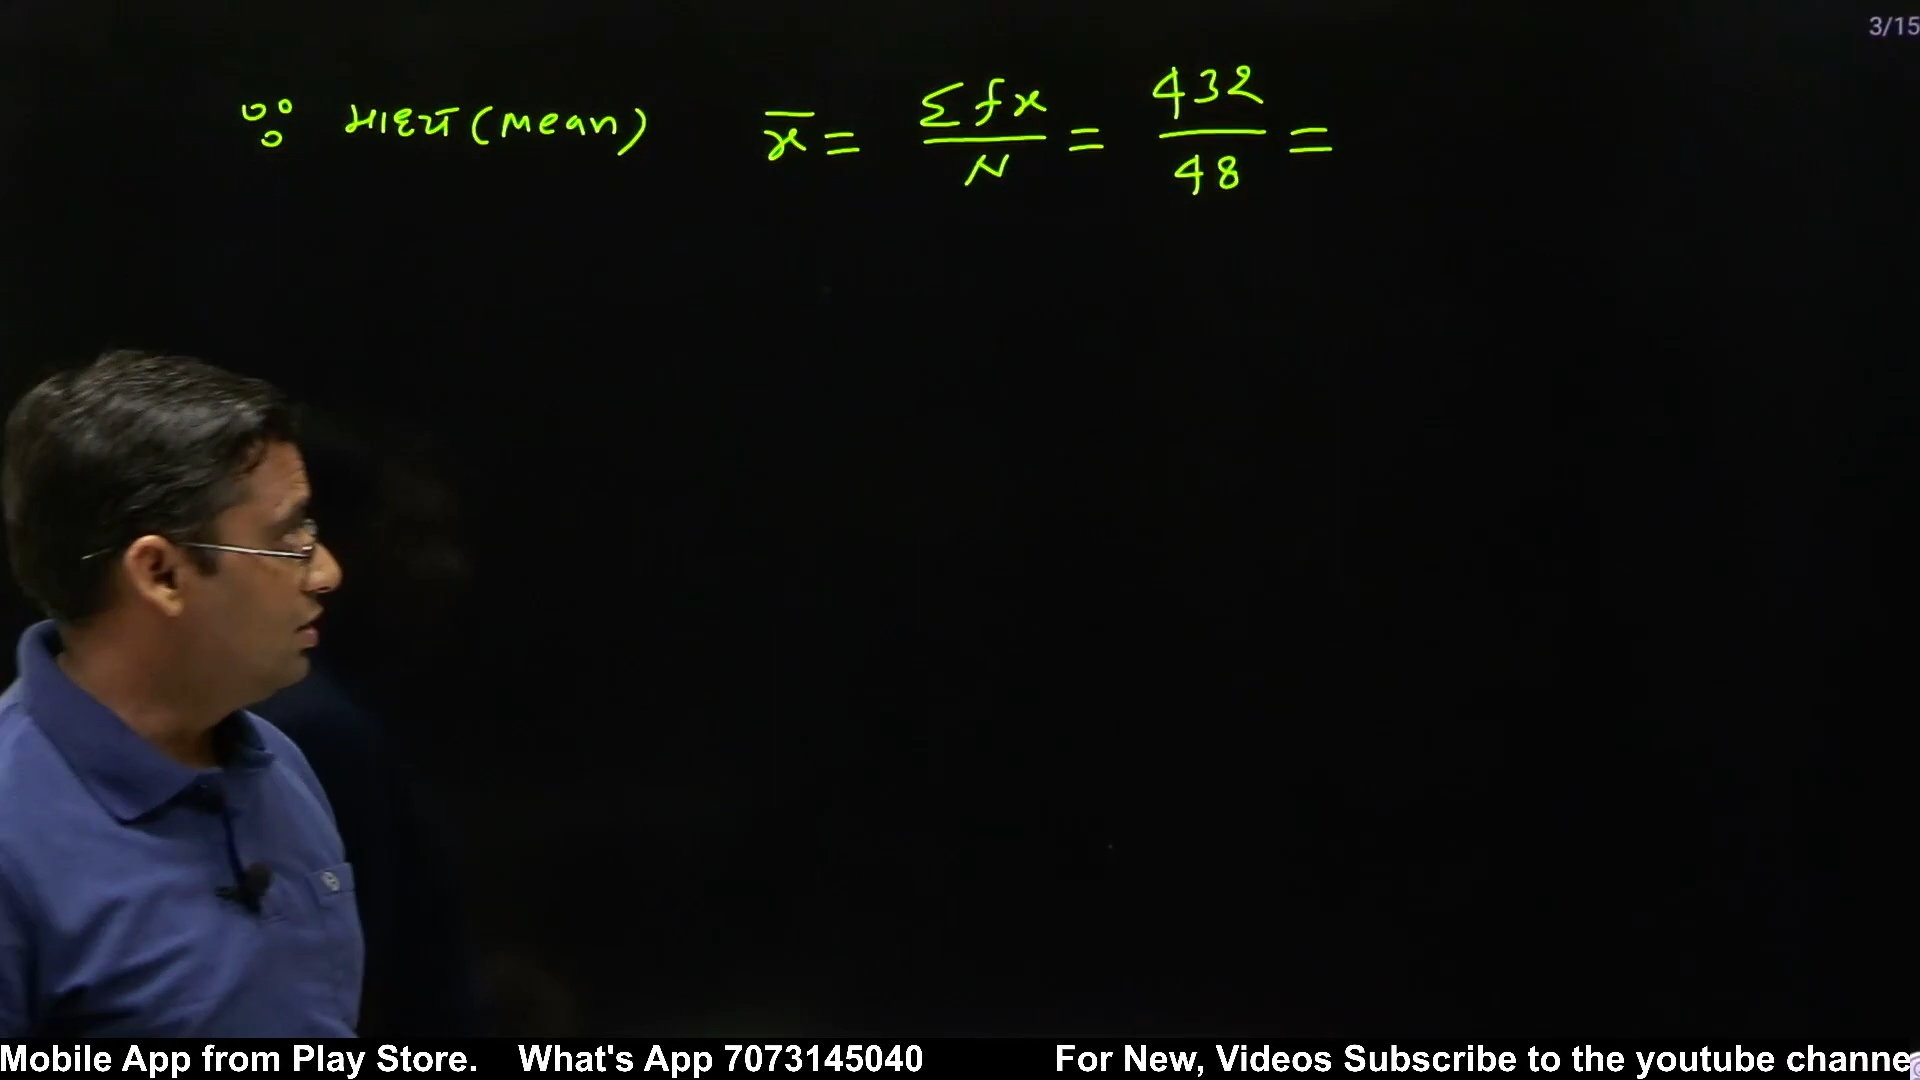 3/15
∵ माध्य (Mean) x̄ = Σfx/N = 432/48 =
Mobile App from Play Store. What's App 7073145040 For New, Videos Subscribe to the youtube channe